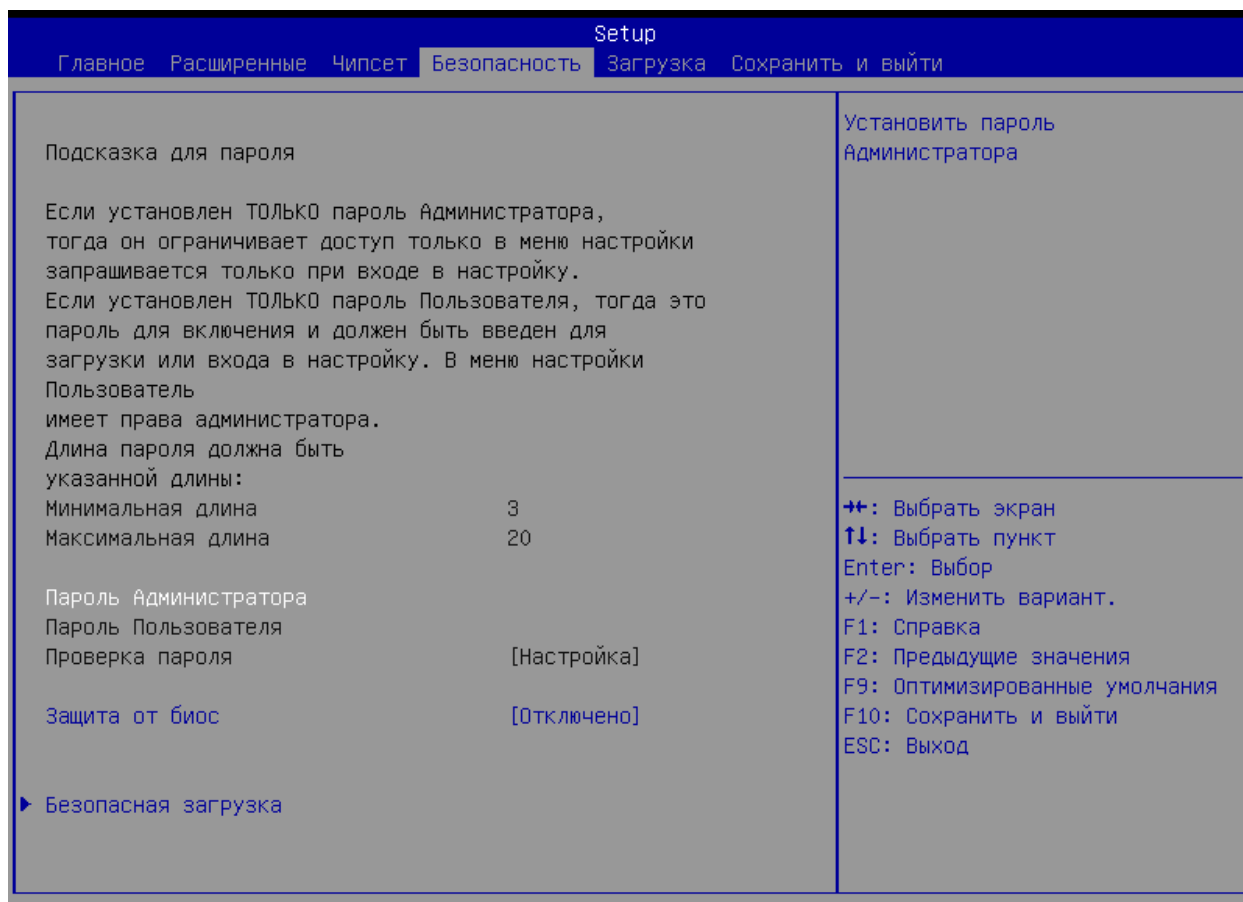 Setup
Главное Расширенные Чипсет Безопасность Загрузка Сохранить и выйти
Подсказка для пароля
Если установлен ТОЛЬКО пароль Администратора,
тогда он ограничивает доступ только в меню настройки
запрашивается только при входе в настройку.
Если установлен ТОЛЬКО пароль Пользователя, тогда это
пароль для включения и должен быть введен для
загрузки или входа в настройку. В меню настройки
Пользователь
имеет права администратора.
Длина пароля должна быть
указанной длины:
Минимальная длина 3
Максимальная длина 20
Пароль Администратора
Пароль Пользователя
Проверка пароля [Настройка]
Защита от биос [Отключено]
Безопасная загрузка
Установить пароль
Администратора
→←: Выбрать экран
↑↓: Выбрать пункт
Enter: Выбор
+/-: Изменить вариант.
F1: Справка
F2: Предыдущие значения
F9: Оптимизированные умолчания
F10: Сохранить и выйти
ESC: Выход